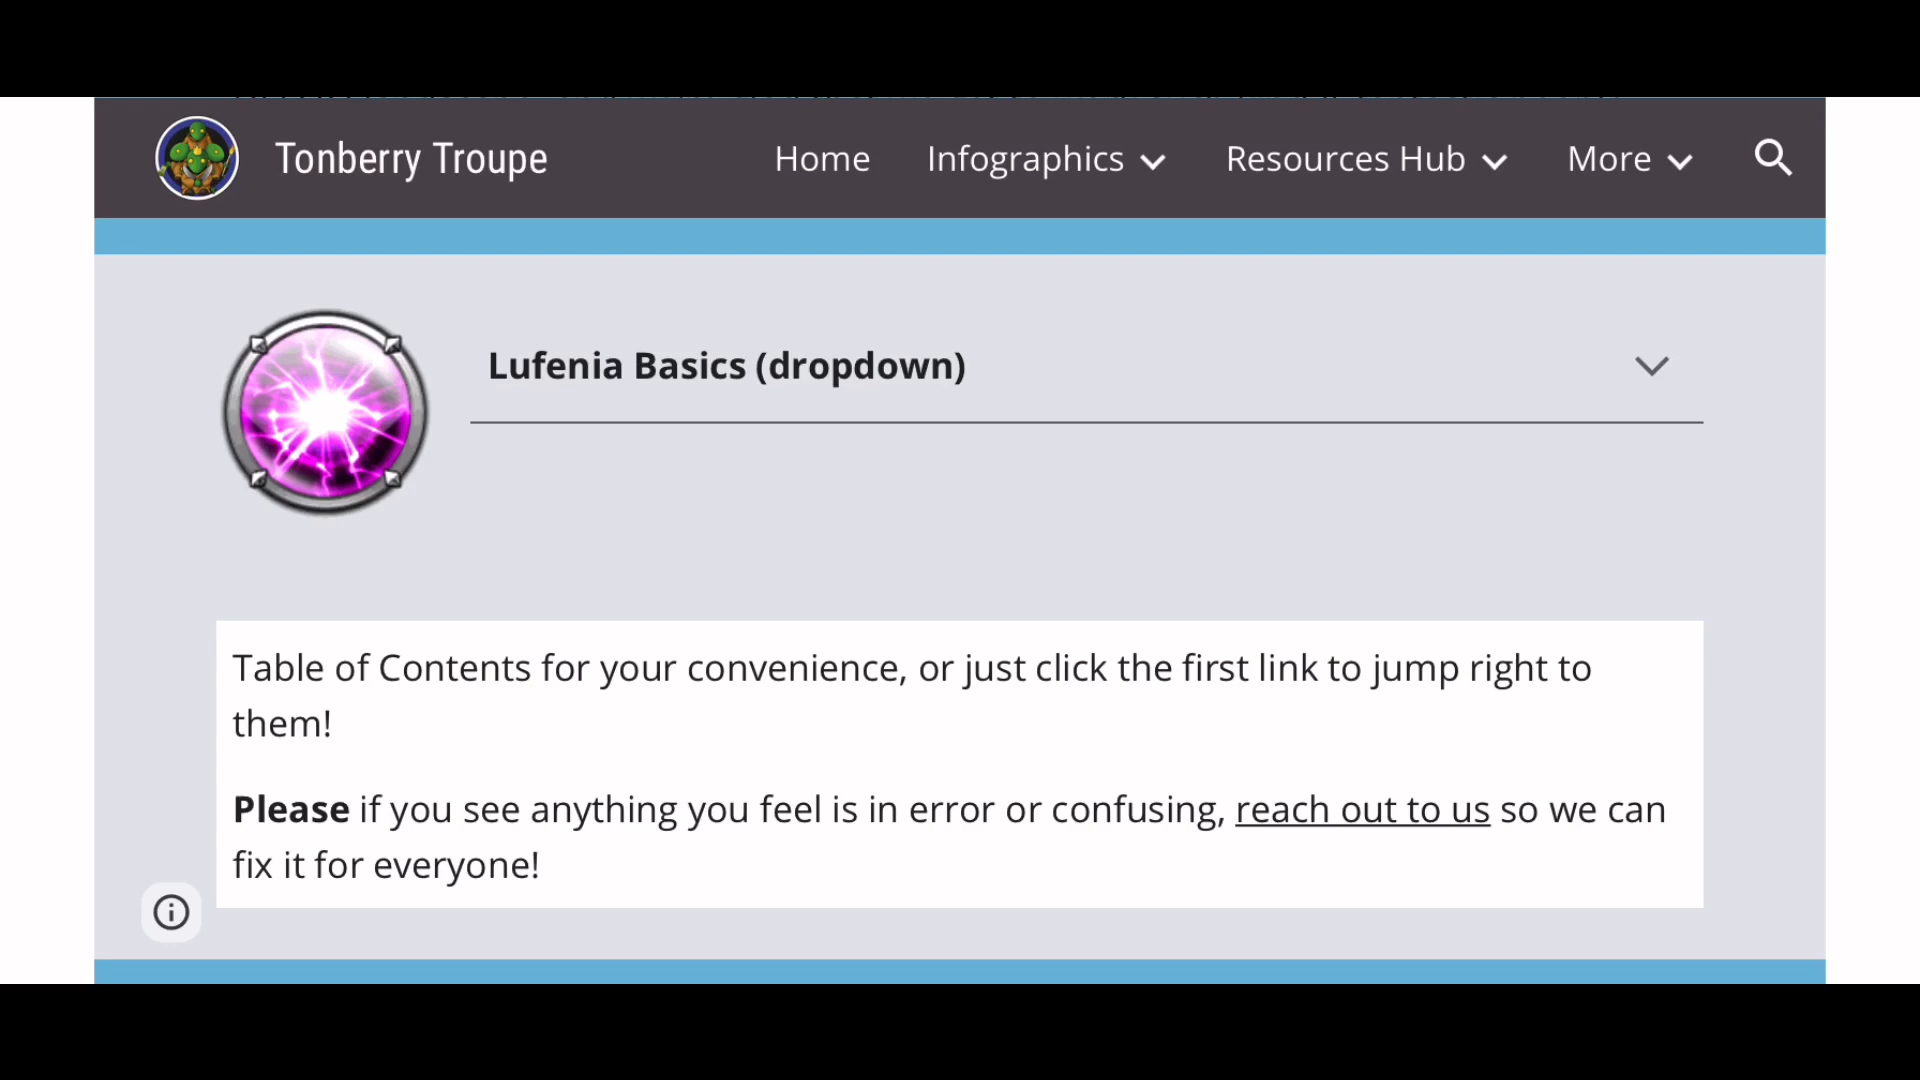 Tonberry Troupe Home Infographics Resources Hub More
Lufenia Basics (dropdown)
Table of Contents for your convenience, or just click the first link to jump right to
them!
Please if you see anything you feel is in error or confusing, reach out to us so we can
fix it for everyone!